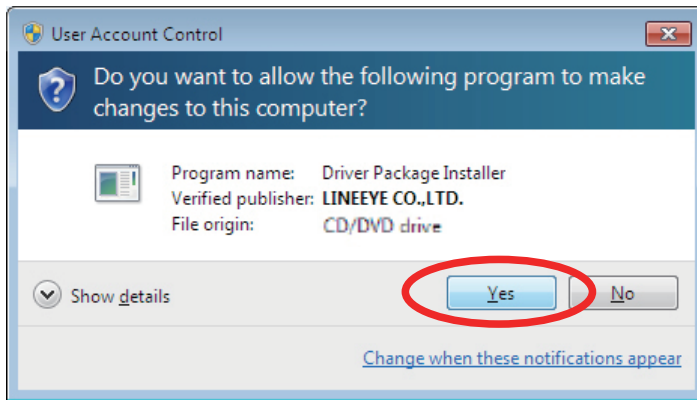 User Account Control
Do you want to allow the following program to make
changes to this computer?
Program name: Driver Package Installer
Verified publisher: LINEEYE CO.,LTD.
File origin: CD/DVD drive
Show details
Yes
No
Change when these notifications appear